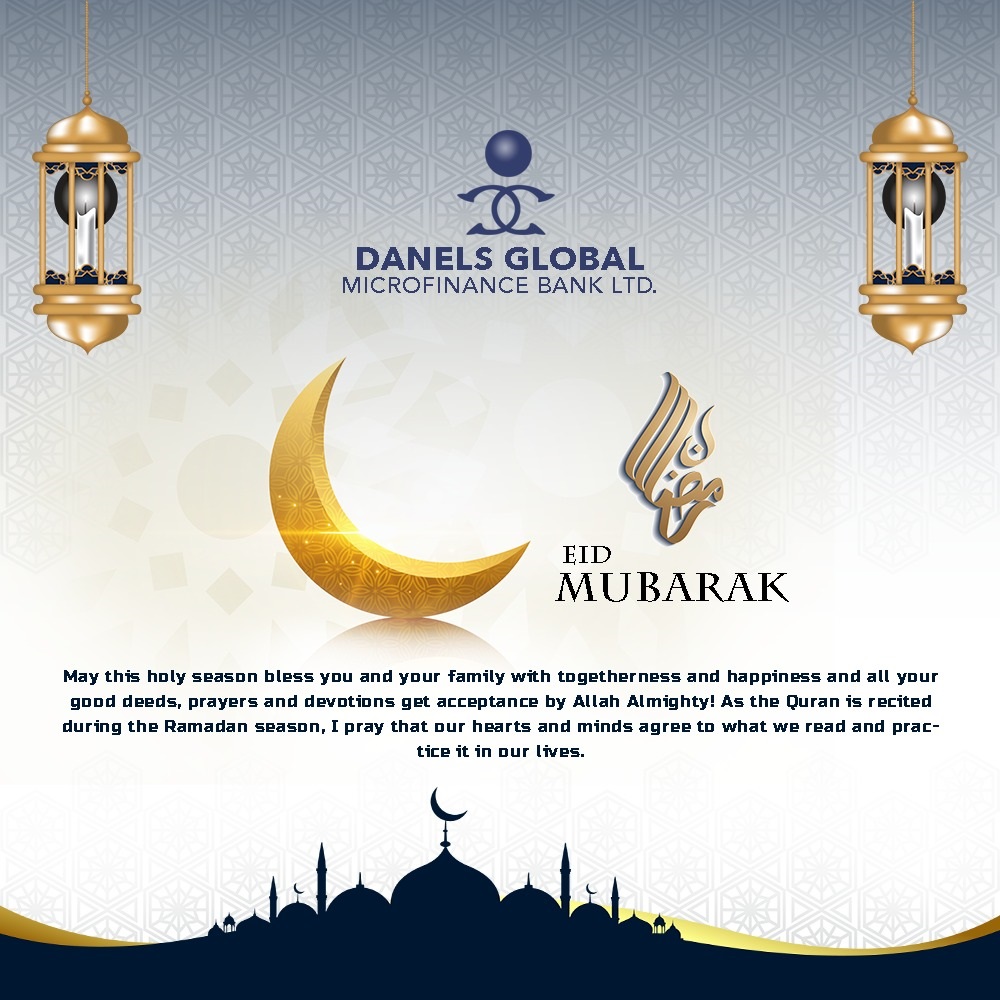 DANELS GLOBAL
MICROFINANCE BANK LTD.
رمضان
EID
MUBARAK
May this holy season bless you and your family with togetherness and happiness and all your
good deeds, prayers and devotions get acceptance by Allah Almighty! As the Quran is recited
during the Ramadan season, I pray that our hearts and minds agree to what we read and prac-
tice it in our lives.